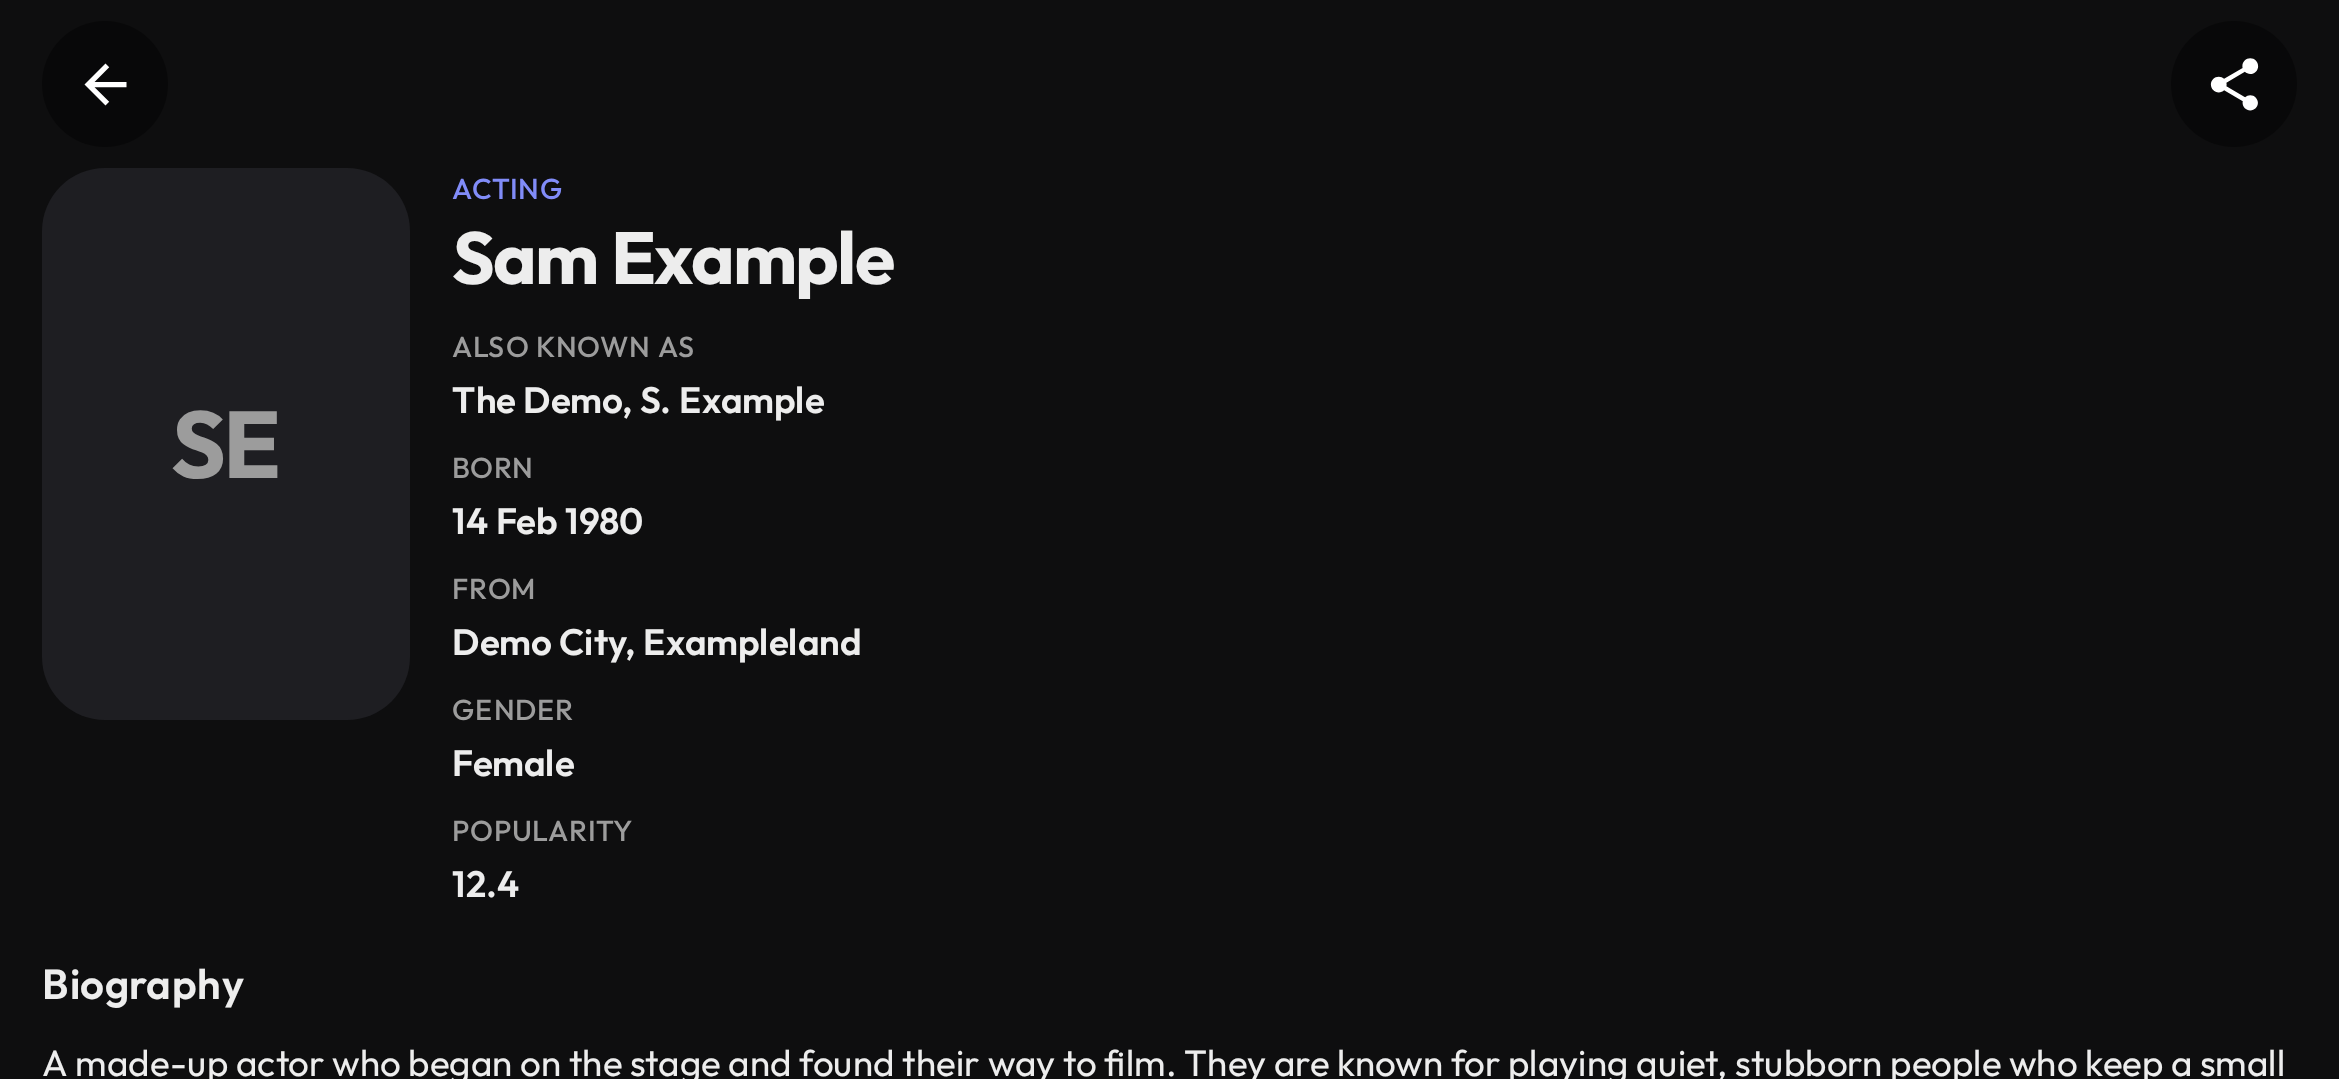 ACTING
Sam Example
SE
ALSO KNOWN AS
The Demo, S. Example
BORN
14 Feb 1980
FROM
Demo City, Exampleland
GENDER
Female
POPULARITY
12.4
Biography
A made-up actor who began on the stage and found their way to film. They are known for playing quiet, stubborn people who keep a small